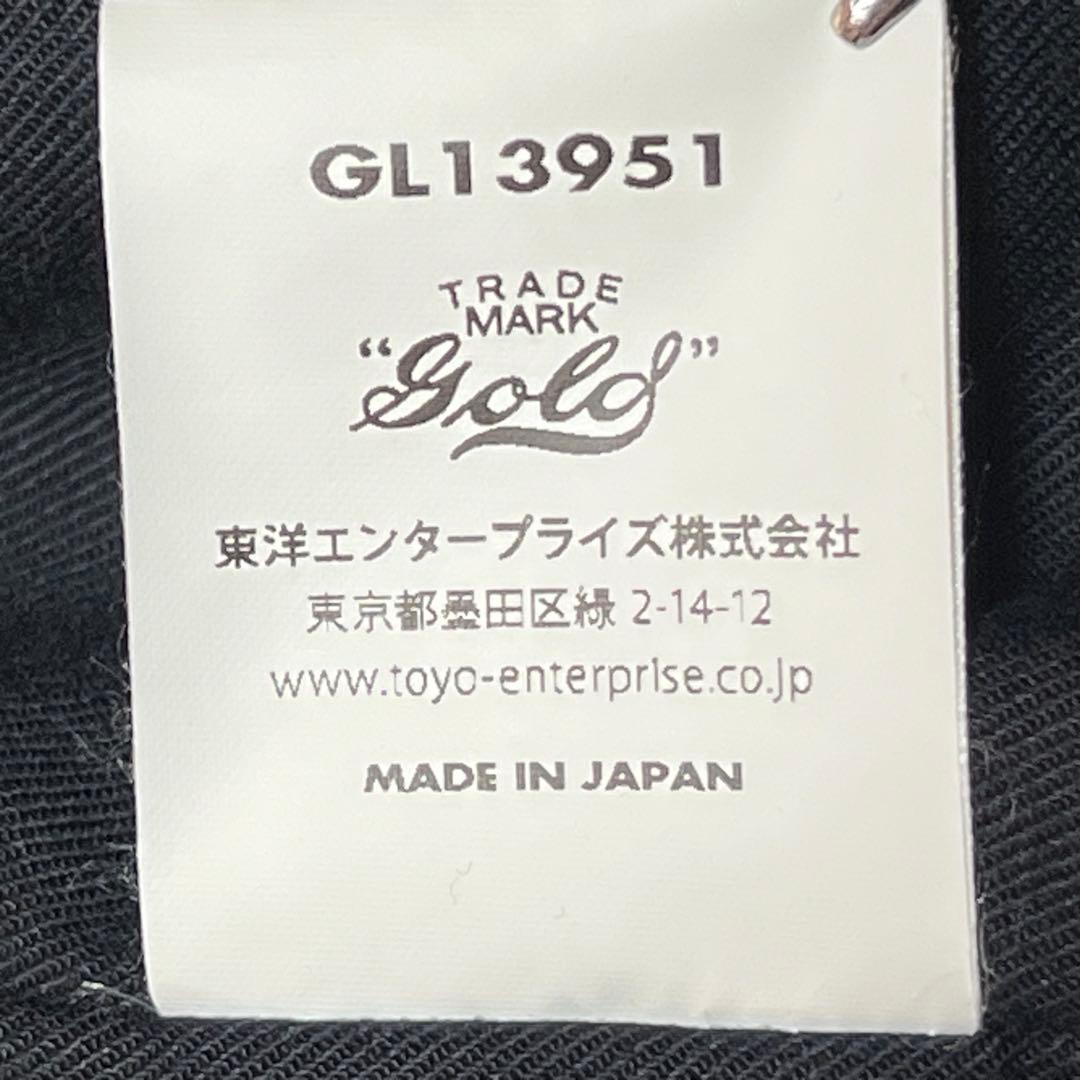 GL13951
TRADE
MARK
“Gold”
東洋エンタープライズ株式会社
東京都墨田区緑 2-14-12
www.toyo-enterprise.co.jp
MADE IN JAPAN